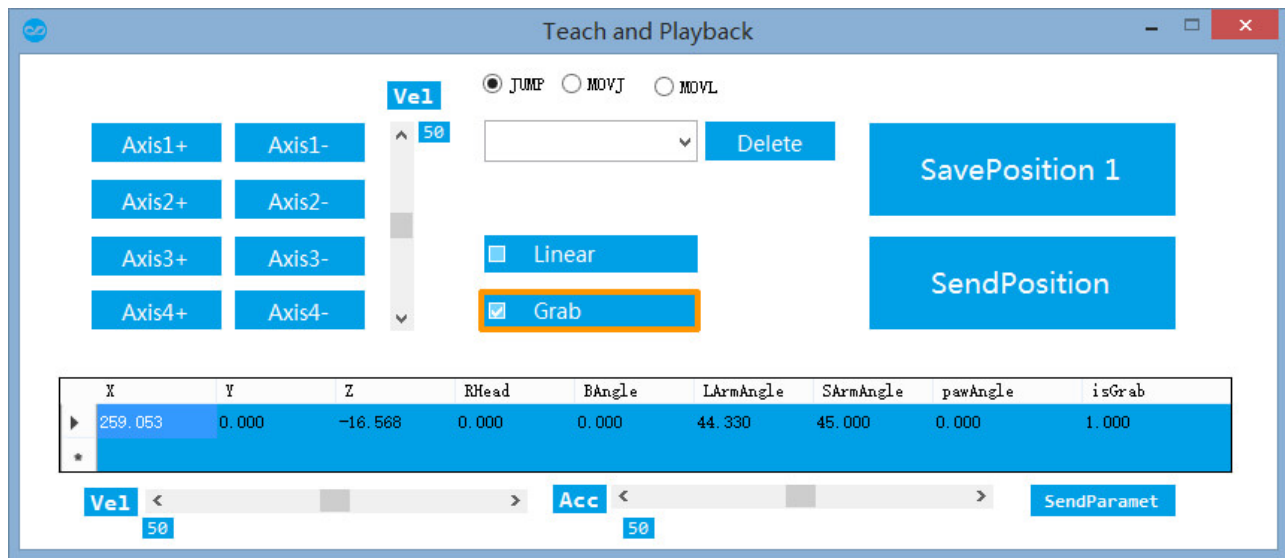 Teach and Playback
Vel
JUMP MOVJ MOVL
50
Axis1+ Axis1- Delete
SavePosition 1
Axis2+ Axis2-
Axis3+ Axis3- Linear
SendPosition
Axis4+ Axis4- Grab
X Y Z RHead BAngle LArmAngle SArmAngle pawAngle isGrab
259.053 0.000 -16.568 0.000 0.000 44.330 45.000 0.000 1.000
Vel Acc SendParamet
50 50